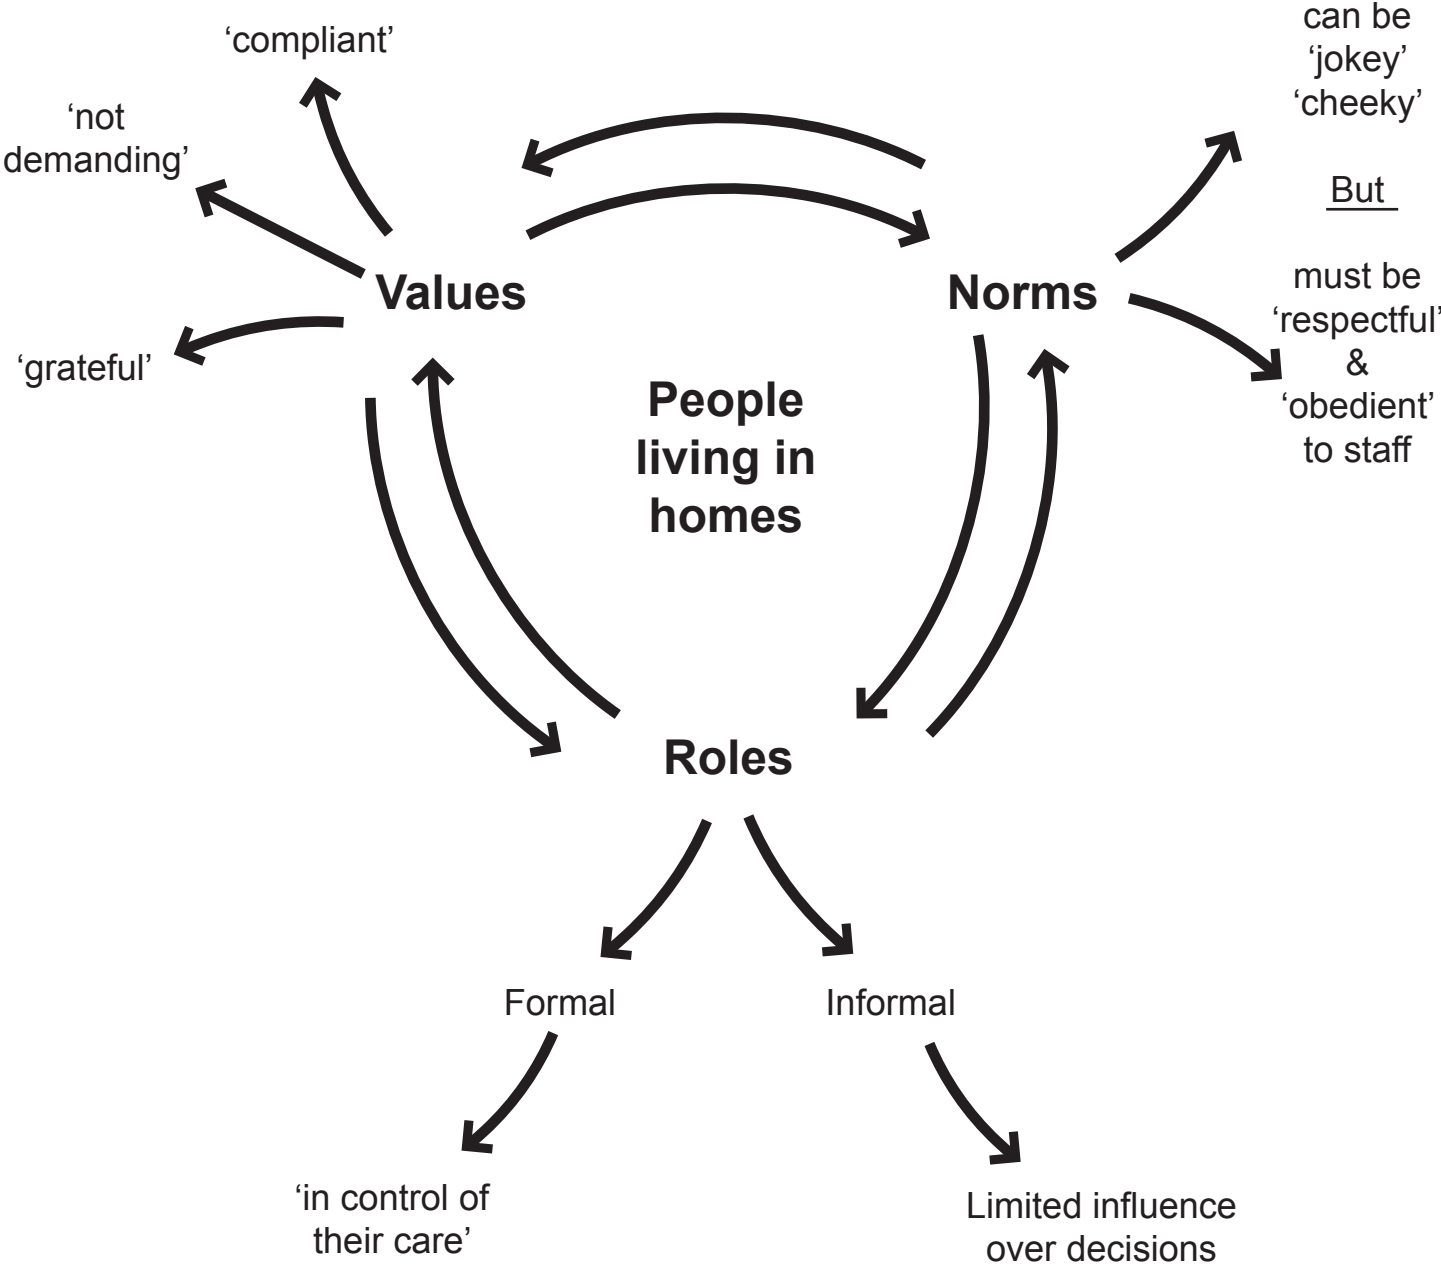 ‘compliant’
‘not
demanding’
‘grateful’
Values
can be
‘jokey’
‘cheeky’
But
must be
‘respectful’
&
‘obedient’
to staff
Norms
People
living in
homes
Roles
Formal
Informal
‘in control of
their care’
Limited influence
over decisions